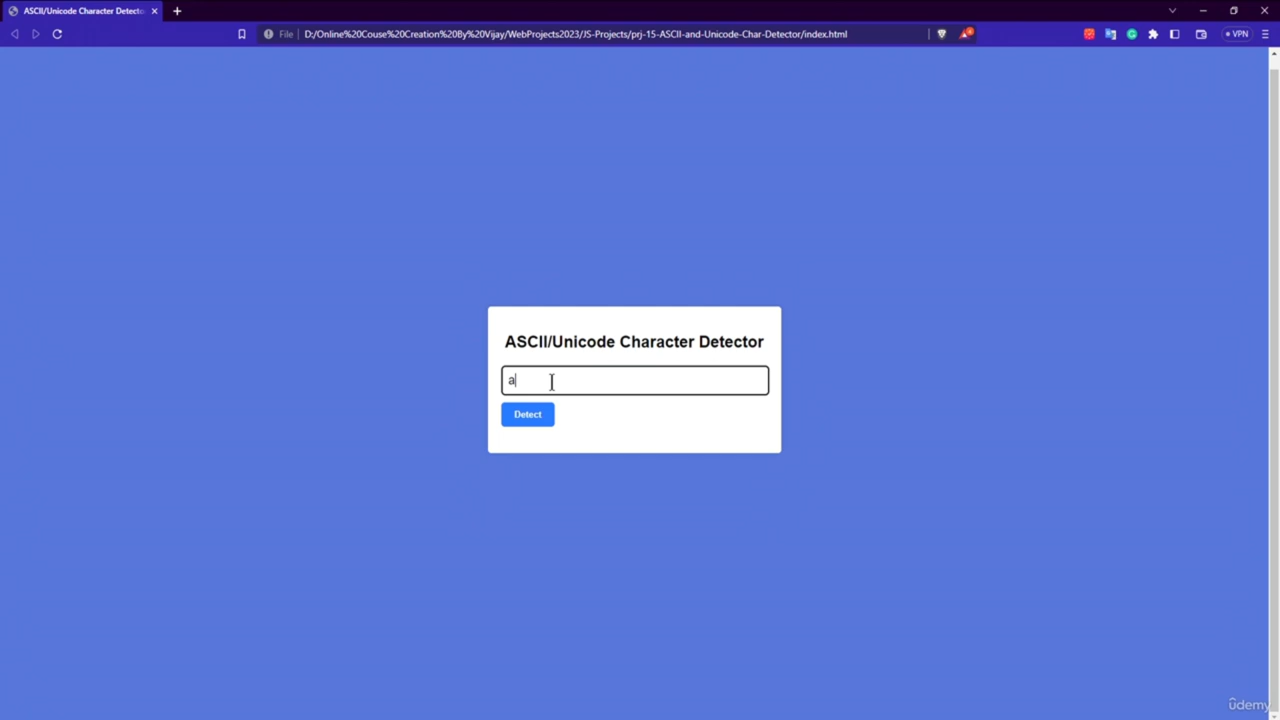 ASCII/Unicode Character Detecto
File
D:/Online%20Couse%20Creation%20By%20Vijay/WebProjects2023/JS-Projects/prj-15-ASCII-and-Unicode-Char-Detector/index.html
VPN
ASCII/Unicode Character Detector
a
Detect
ûdemy